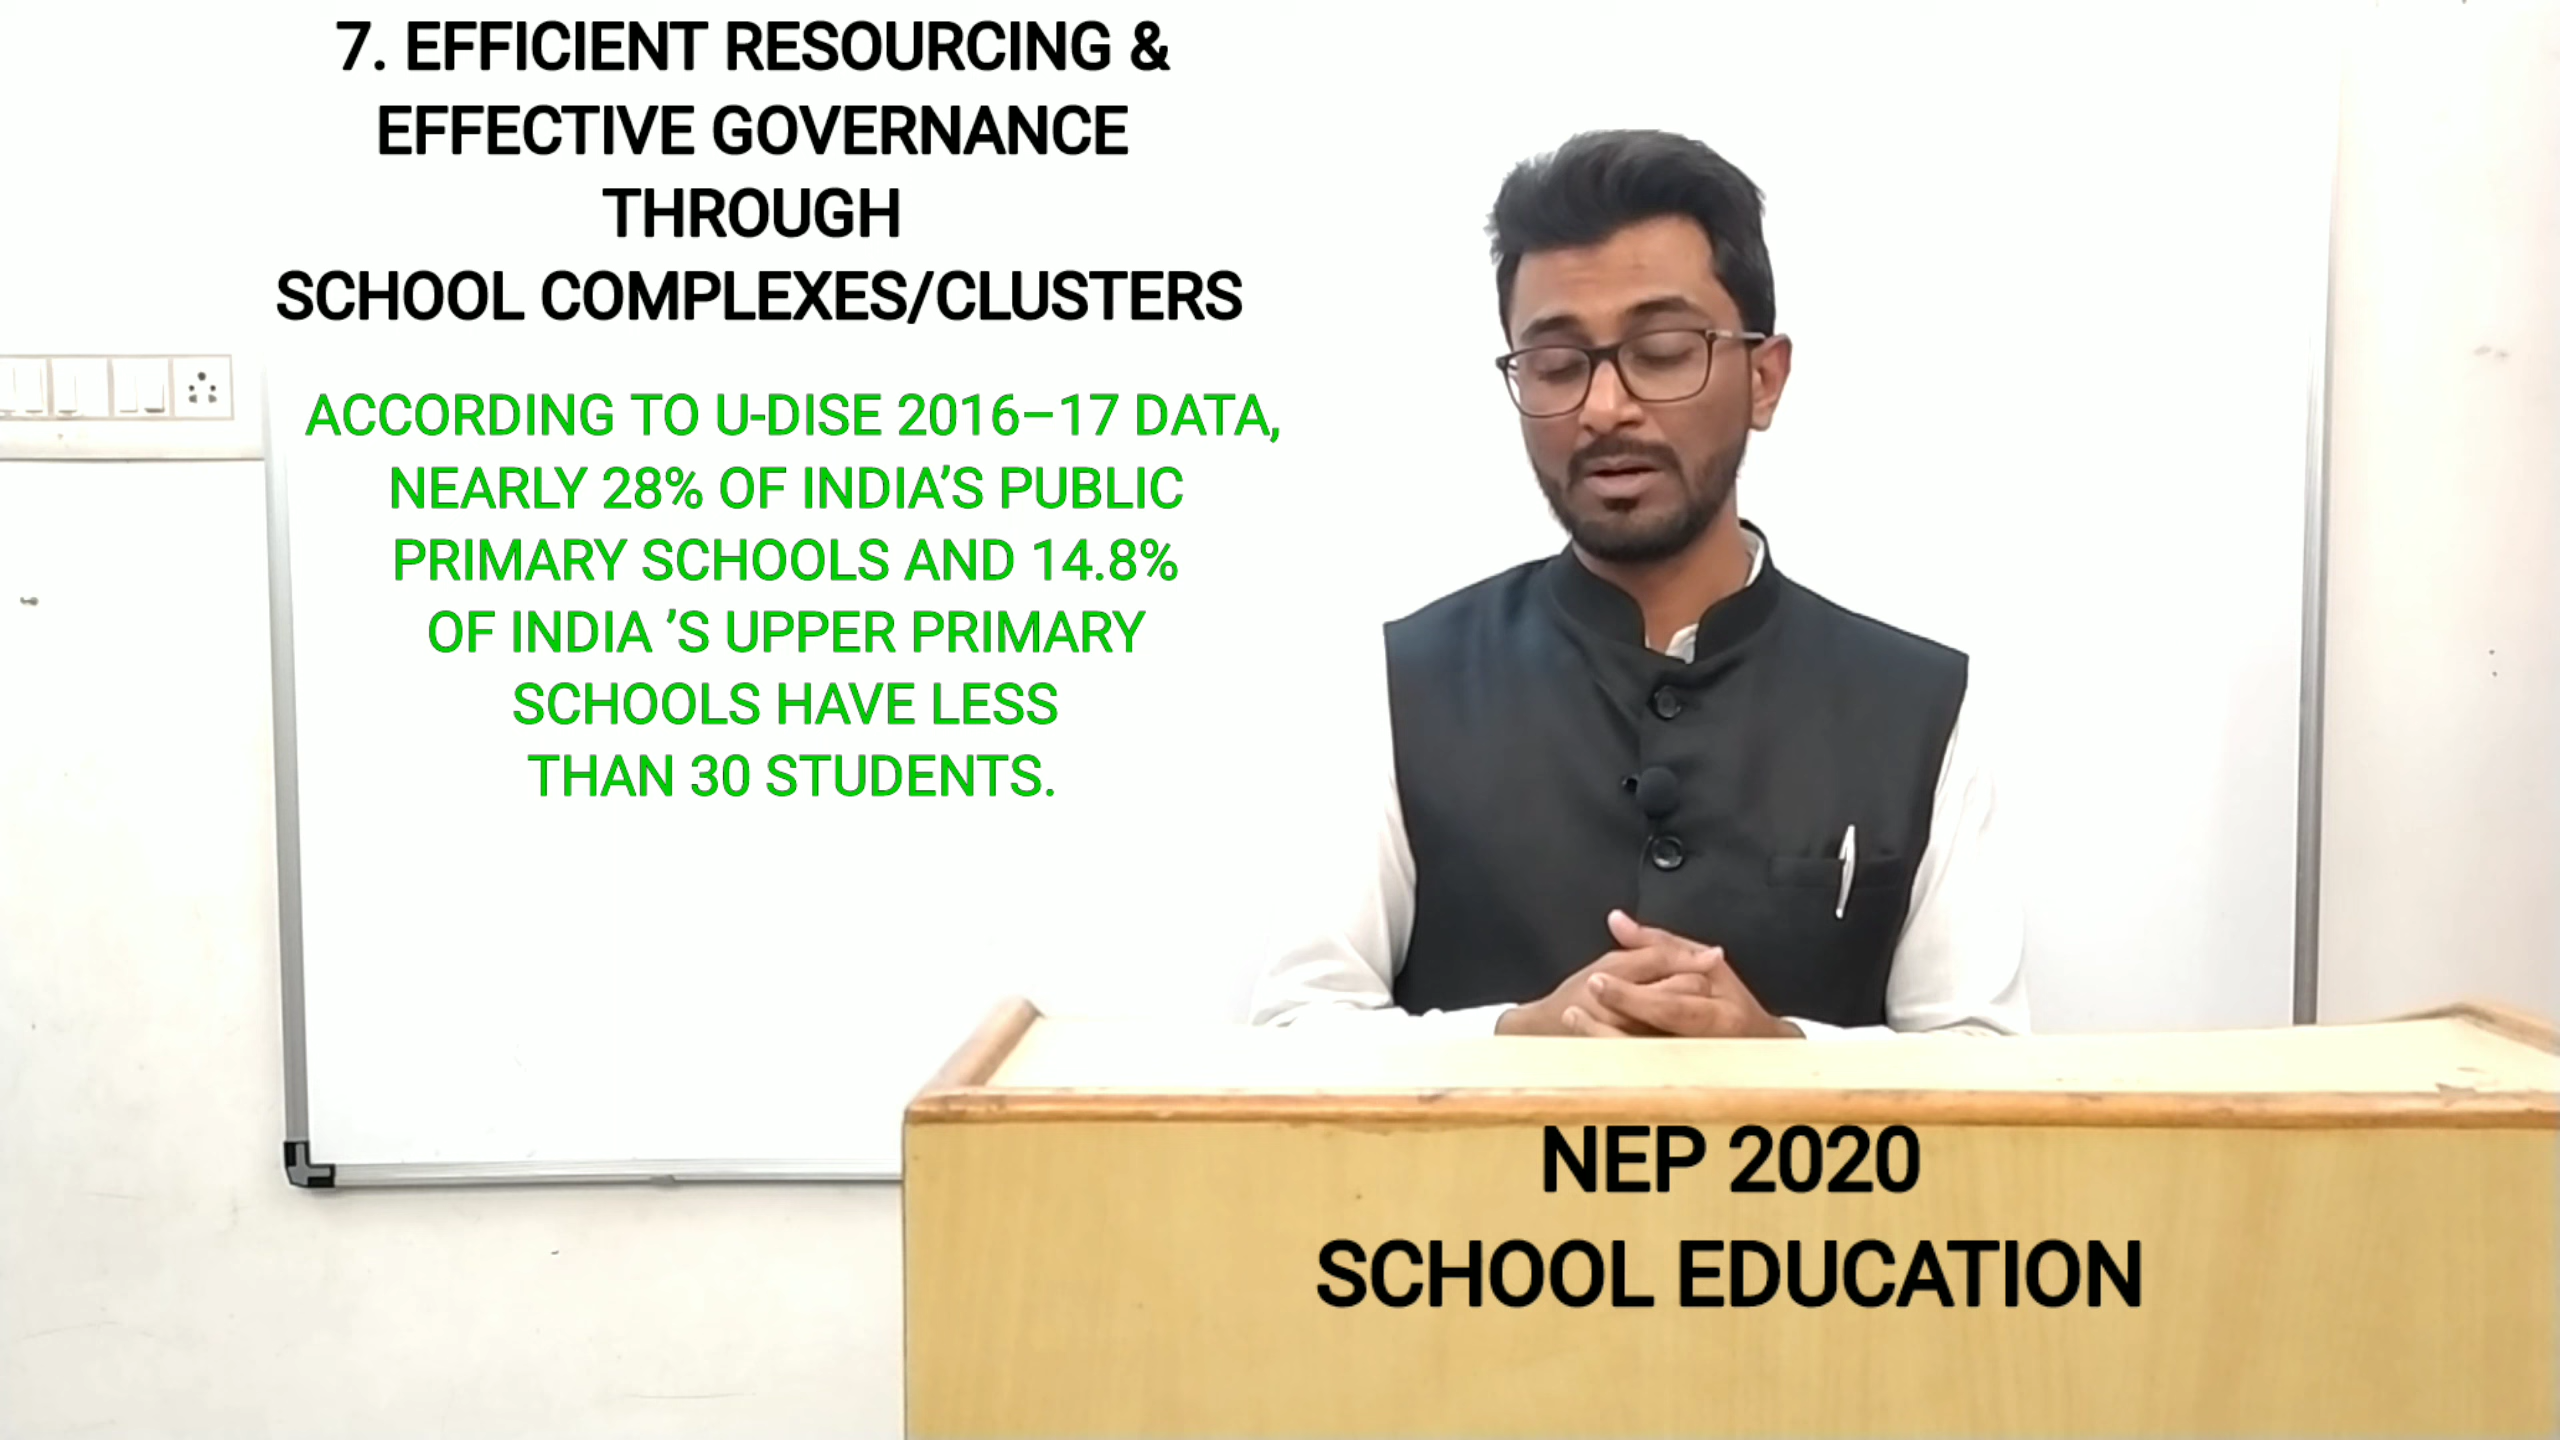 7. EFFICIENT RESOURCING &
EFFECTIVE GOVERNANCE
THROUGH
SCHOOL COMPLEXES/CLUSTERS
ACCORDING TO U-DISE 2016–17 DATA,
NEARLY 28% OF INDIA’S PUBLIC
PRIMARY SCHOOLS AND 14.8%
OF INDIA ’S UPPER PRIMARY
SCHOOLS HAVE LESS
THAN 30 STUDENTS.
NEP 2020
SCHOOL EDUCATION